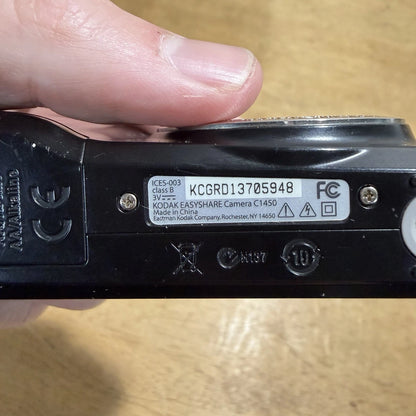 ICES-003
class B
3V
KCGRD13705948
FC
KODAK EASYSHARE Camera C1450
Made in China
Eastman Kodak Company, Rochester, NY 14650
N137
10
CE
AA/Alkaline